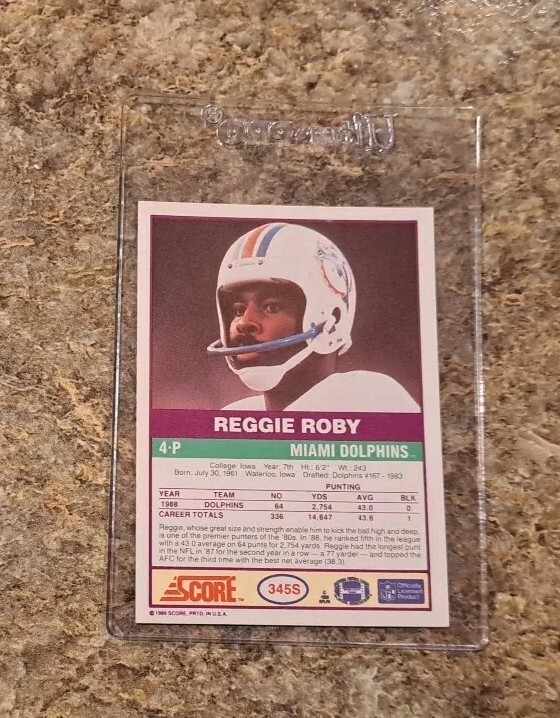 Ultra•PRO®
REGGIE ROBY
4·P MIAMI DOLPHINS™
College: Iowa Year: 7th Ht.: 6'2" Wt.: 243
Born: July 30, 1961 Waterloo, Iowa Drafted: Dolphins #167 - 1983
PUNTING
YEAR TEAM NO YDS AVG BLK
1988 DOLPHINS 64 2,754 43.0 0
CAREER TOTALS 336 14,647 43.6 1
Reggie, whose great size and strength enable him to kick the ball high and deep,
is one of the premier punters of the '80s. In '88, he ranked fifth in the league
with a 43.0 average on 64 punts for 2,754 yards. Reggie had the longest punt
in the NFL in '87 for the second year in a row — a 77 yarder — and topped the
AFC for the third time with the best net average (38.3).
SCORE™ 345S
Officially
Licensed
Product
© 1989 SCORE, PRTD. IN U.S.A.